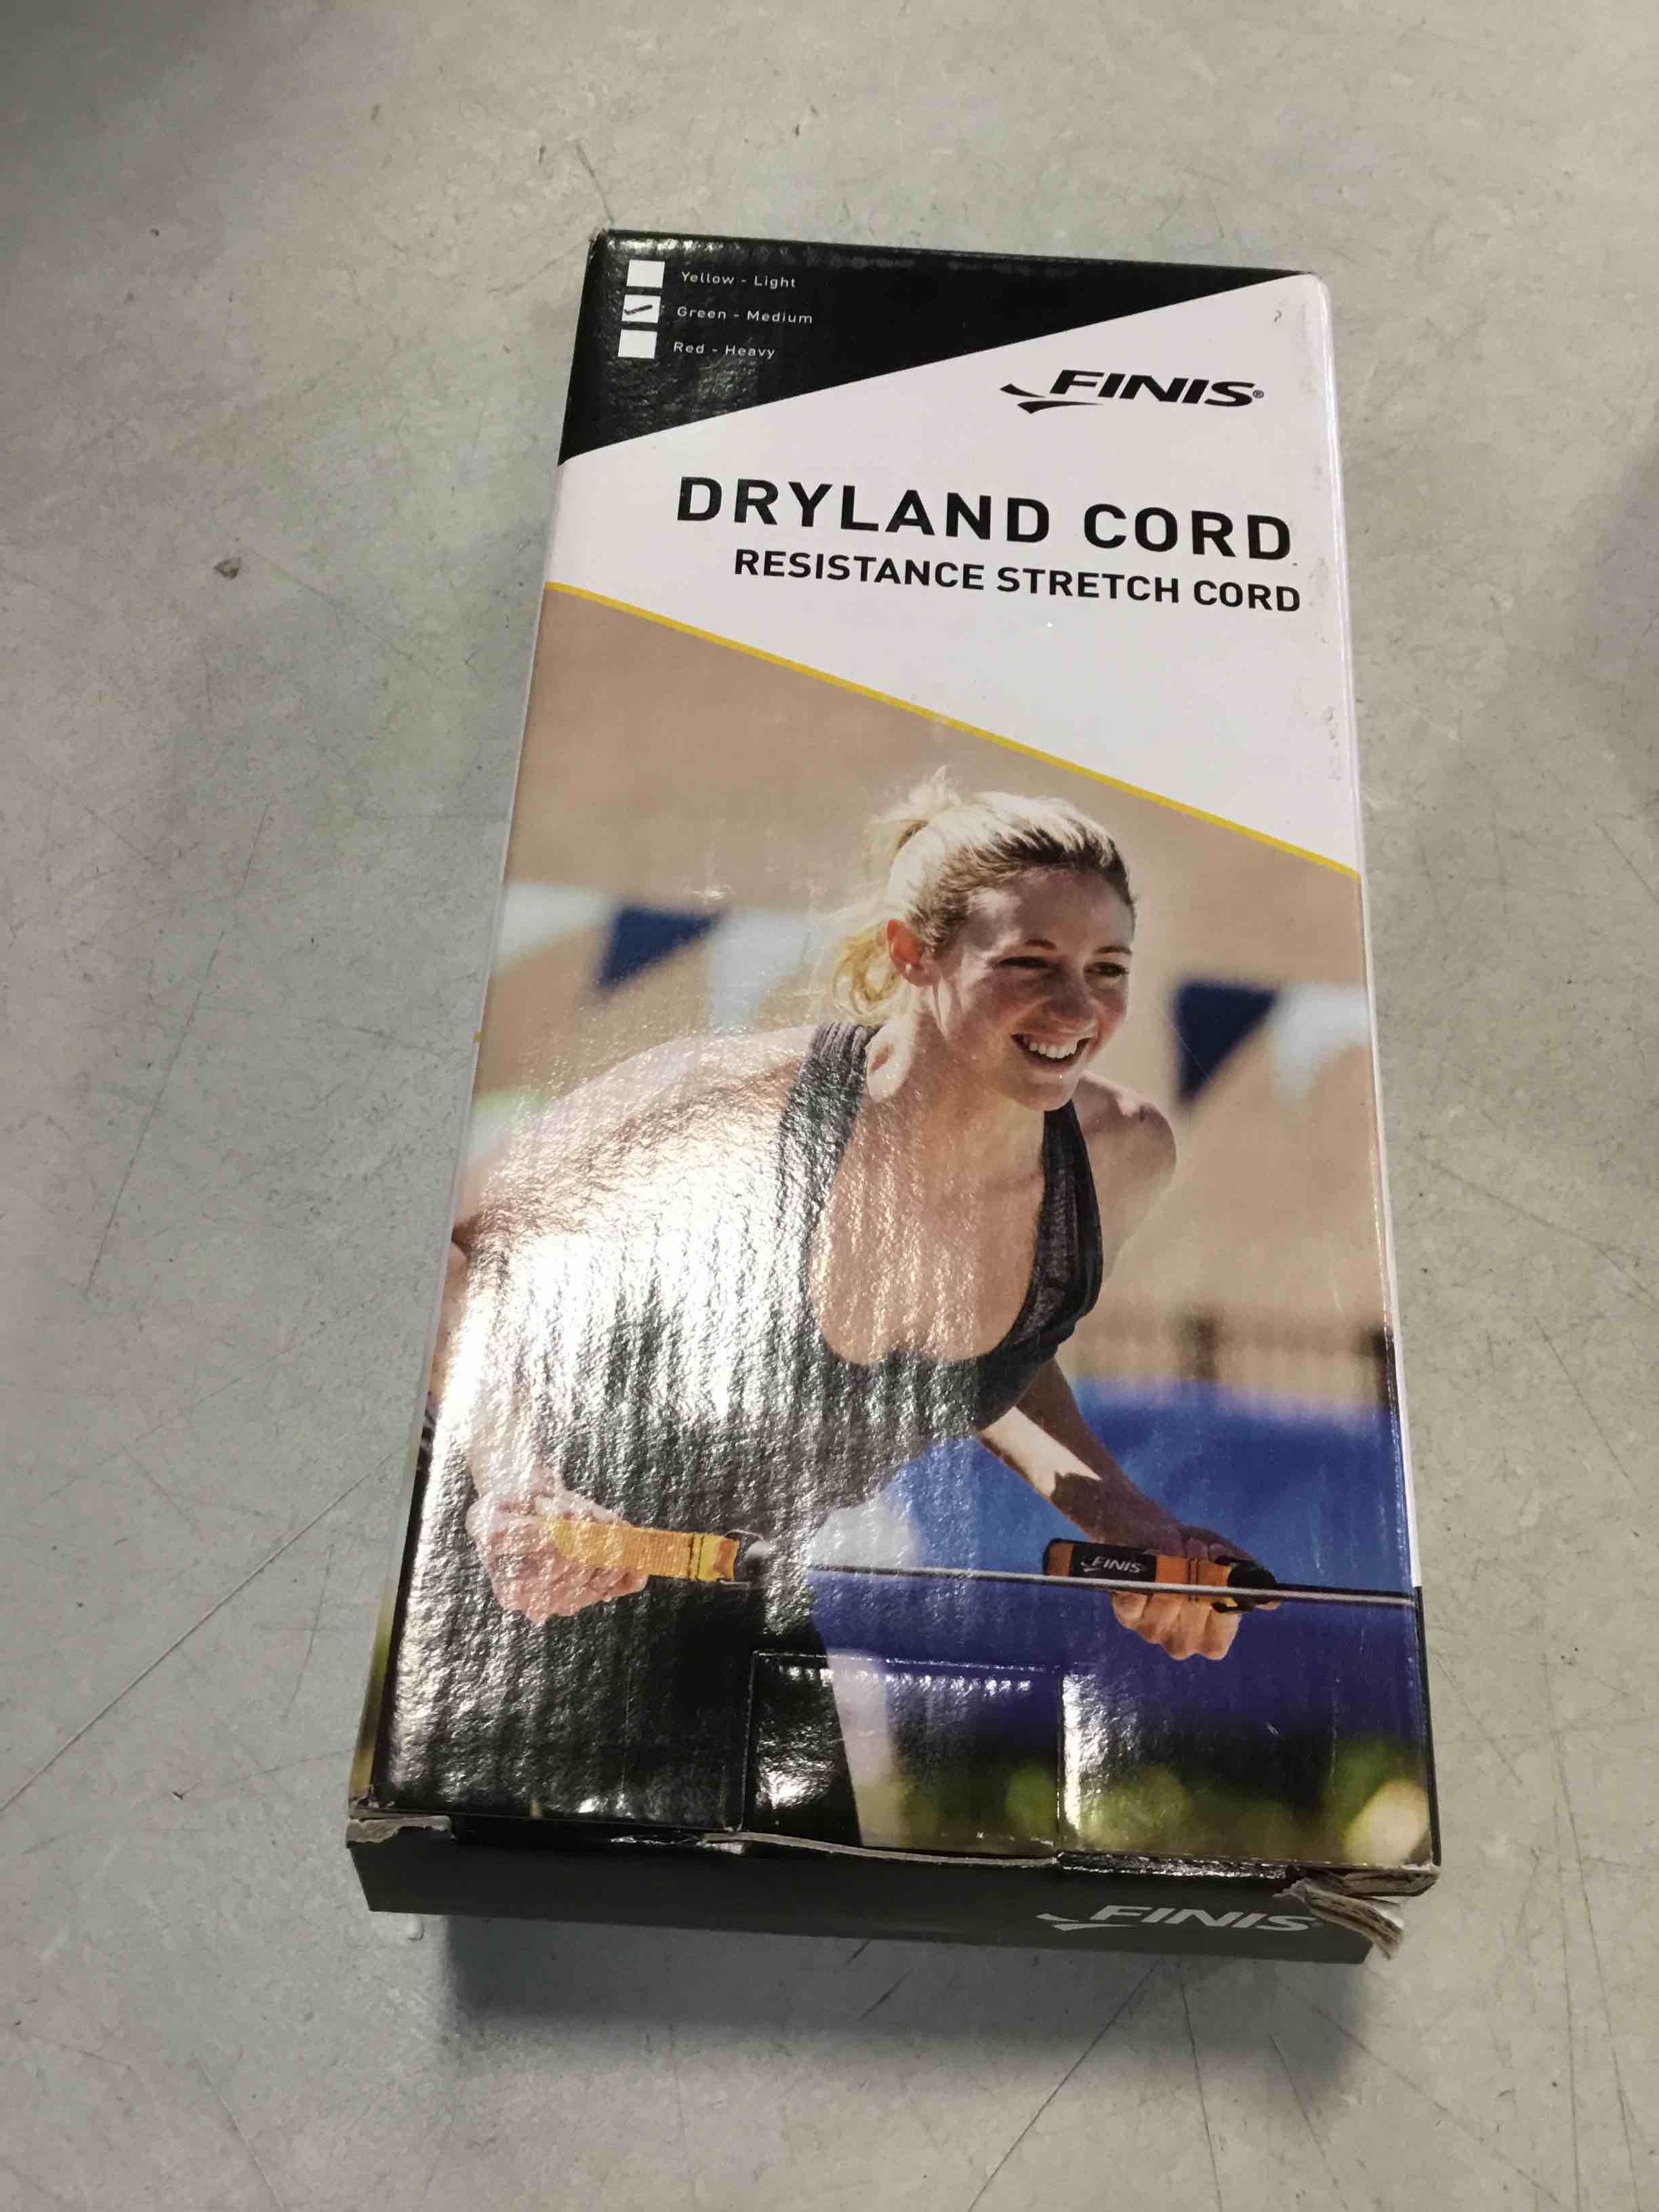 Yellow - Light
Green - Medium
Red - Heavy
FINIS®
DRYLAND CORD
RESISTANCE STRETCH CORD
FINIS
FINIS